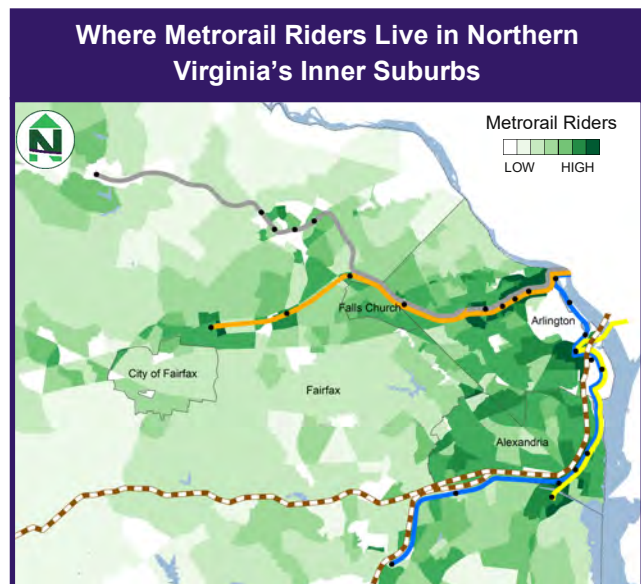 Where Metrorail Riders Live in Northern
Virginia's Inner Suburbs
N
Metrorail Riders
LOW HIGH
Falls Church
Arlington
City of Fairfax
Fairfax
Alexandria